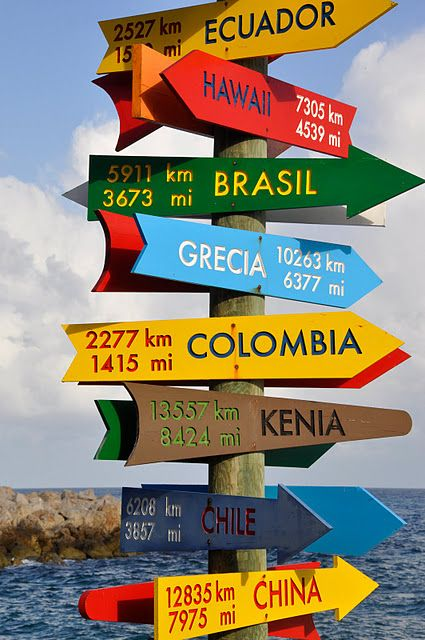 2527 km ECUADOR
mi
HAWAII 7305 km
4539 mi
5911 km BRASIL
3673 mi
GRECIA 10263 km
6377 mi
2277 km COLOMBIA
1415 mi
13557 km KENIA
8424 mi
6208 km CHILE
3857 mi
12835 km CHINA
7975 mi